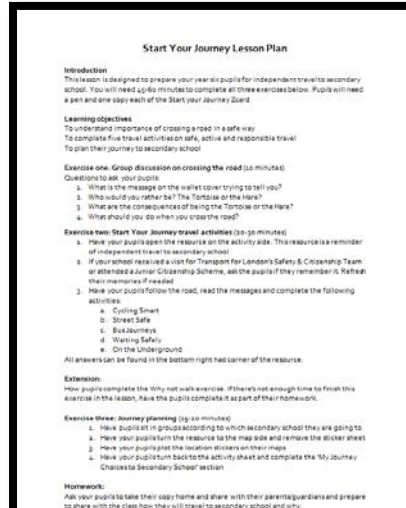 Start Your Journey Lesson Plan
Introduction
This lesson is designed to prepare your year six pupils for independent travel to secondary
school. You will need 45-60 minutes to complete all three exercises below. Pupils will need
a pen and one copy each of the Start your Journey Zcard
Learning objectives
To understand importance of crossing a road in a safe way
To complete five travel activities on safe, active and responsible travel
To plan their journey to secondary school
Exercise one: Group discussion on crossing the road (10 minutes)
Questions to ask your pupils:
1. What is the message on the wallet cover trying to tell you?
2. Who would you rather be? The Tortoise or the Hare?
3. What are the consequences of being the Tortoise or the Hare?
4. What should you do when you cross the road?
Exercise two: Start Your Journey travel activities (20-30 minutes)
1. Have your pupils open the resource on the activity side. This resource is a reminder
of independent travel to secondary school
2. If your school received a visit for Transport for London's Safety & Citizenship Team
or attended a Junior Citizenship Scheme, ask the pupils if they remember it. Refresh
their memories if needed
3. Have your pupils follow the road, read the messages and complete the following
activities:
a. Cycling Smart
b. Street Safe
c. Bus Journeys
d. Waiting Safely
e. On the Underground
All answers can be found in the bottom right had corner of the resource.
Extension:
How pupils complete the Why not walk exercise. If there's not enough time to finish this
exercise in the lesson, have the pupils complete it as part of their homework.
Exercise three: Journey planning (15-20 minutes)
1. Have pupils sit in groups according to which secondary school they are going to
2. Have your pupils turn the resource to the map side and remove the sticker sheet
3. Have your pupils plot the location stickers on their maps
4. Have your pupils turn back to the activity sheet and complete the 'My Journey
Choices to Secondary School' section
Homework:
Ask your pupils to take their copy home and share with their parents/guardians and prepare
to share with the class how they will travel to secondary school and why.